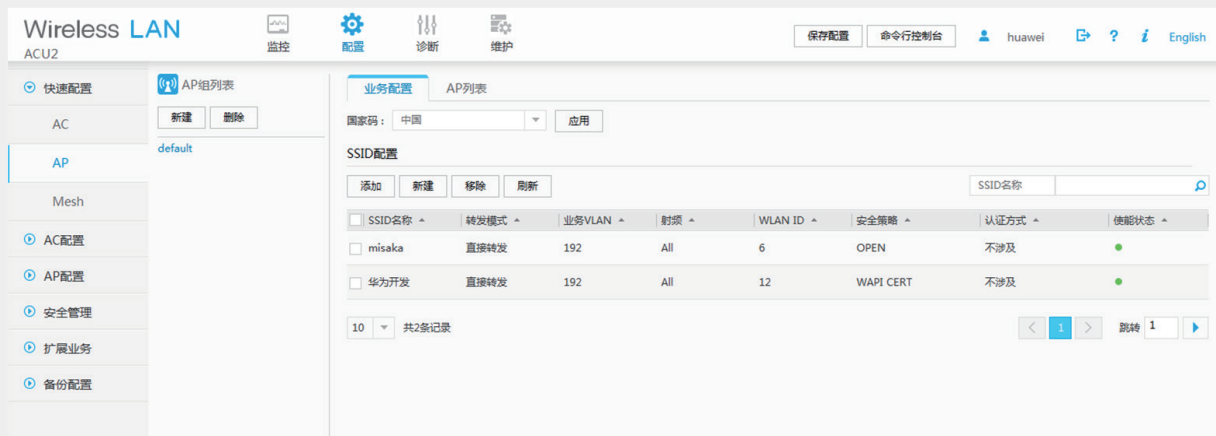 Wireless LAN
ACU2
监控
配置
诊断
维护
保存配置 命令行控制台 huawei ? i English
快速配置
AC
AP
Mesh
AC配置
AP配置
安全管理
扩展业务
备份配置
AP组列表
新建 删除
default
业务配置 AP列表
国家码： 中国 应用
SSID配置
添加 新建 移除 刷新 SSID名称
SSID名称 转发模式 业务VLAN 射频 WLAN ID 安全策略 认证方式 使能状态
misaka 直接转发 192 All 6 OPEN 不涉及
华为开发 直接转发 192 All 12 WAPI CERT 不涉及
10 共2条记录 < 1 > 跳转 1